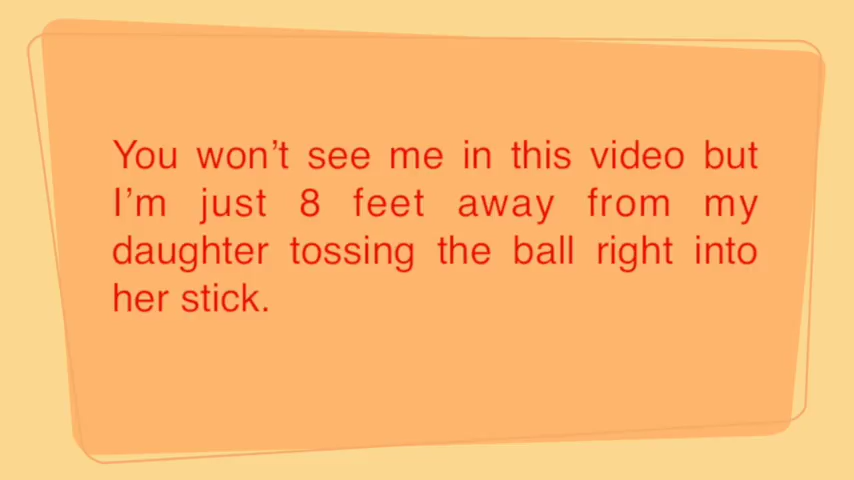 You won’t see me in this video but
I’m just 8 feet away from my
daughter tossing the ball right into
her stick.